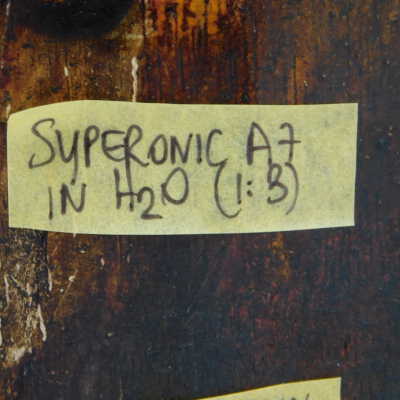 SYPERONIC A7
IN H2O (1:3)